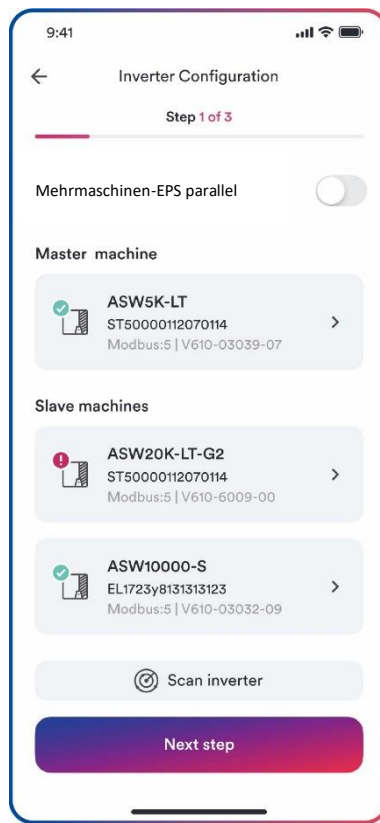 9:41
Inverter Configuration
Step 1 of 3
Mehrmaschinen-EPS parallel
Master machine
ASW5K-LT
ST50000112070114
Modbus:5 | V610-03039-07
Slave machines
ASW20K-LT-G2
ST50000112070114
Modbus:5 | V610-6009-00
ASW10000-S
EL1723y8131313123
Modbus:5 | V610-03032-09
Scan inverter
Next step